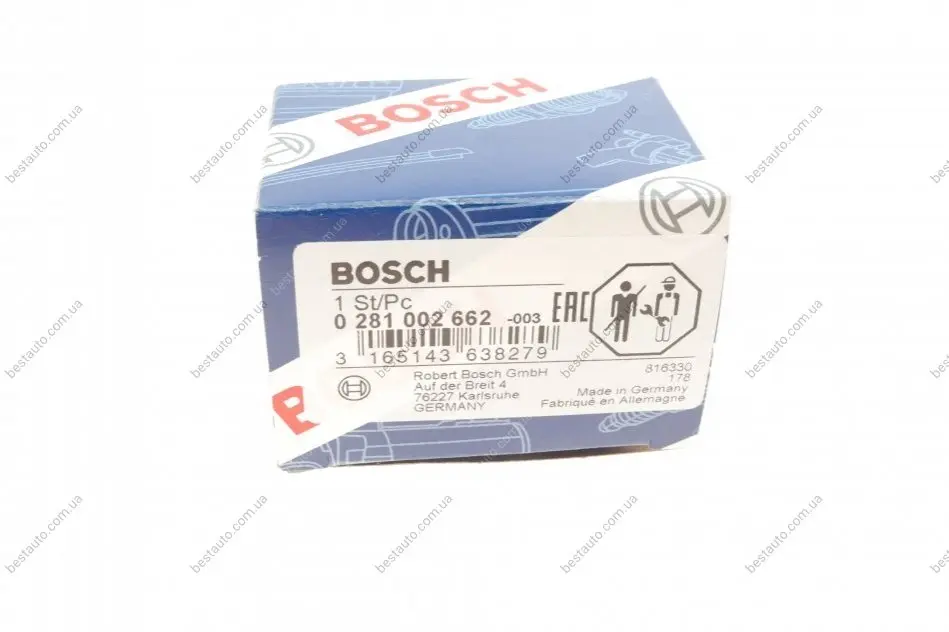 BOSCH
BOSCH
1 St/Pc
0 281 002 662 -003
EAC
3 165143 638279
Robert Bosch GmbH
Auf der Breit 4
76227 Karlsruhe
GERMANY
816330
178
Made in Germany
Fabriqué en Allemagne
bestauto.com.ua